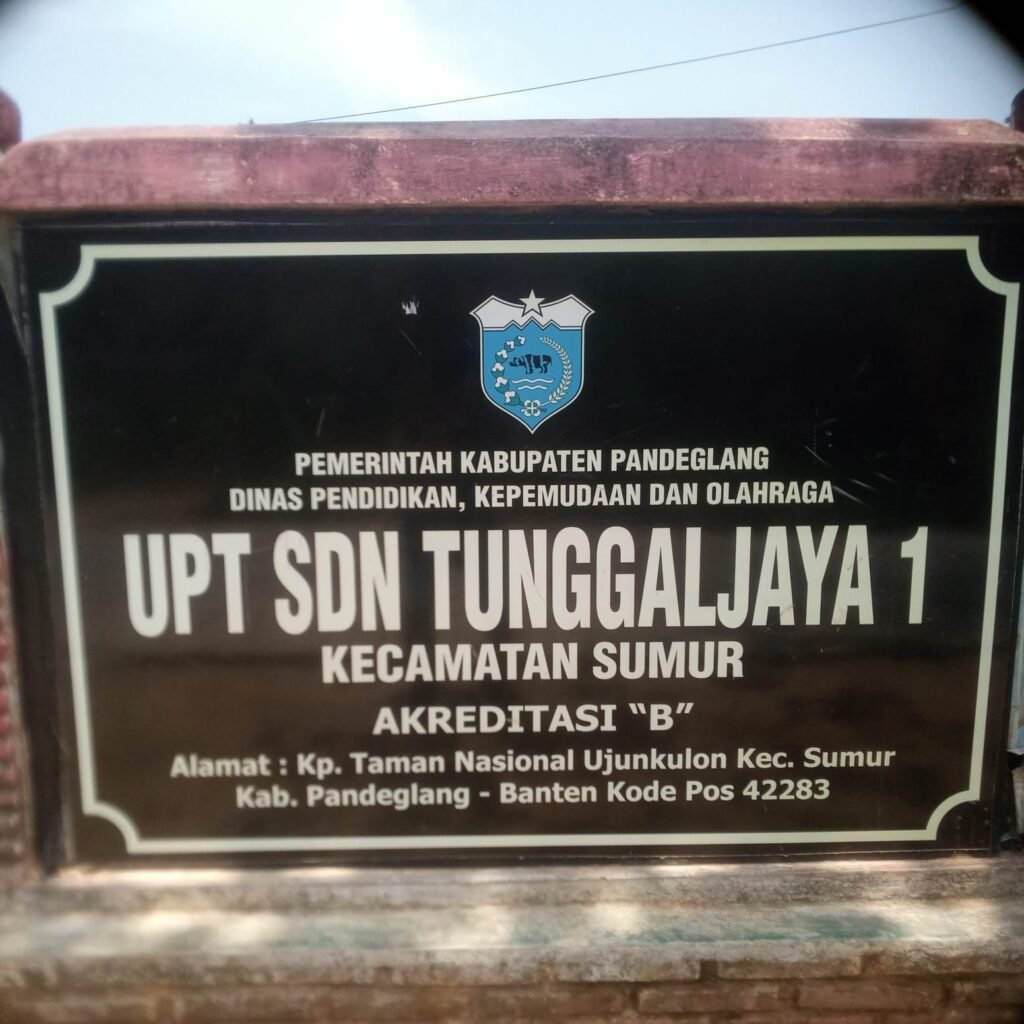 PEMERINTAH KABUPATEN PANDEGLANG
DINAS PENDIDIKAN, KEPEMUDAAN DAN OLAHRAGA
UPT SDN TUNGGALJAYA 1
KECAMATAN SUMUR
AKREDITASI “B”
Alamat : Kp. Taman Nasional Ujunkulon Kec. Sumur
Kab. Pandeglang - Banten Kode Pos 42283